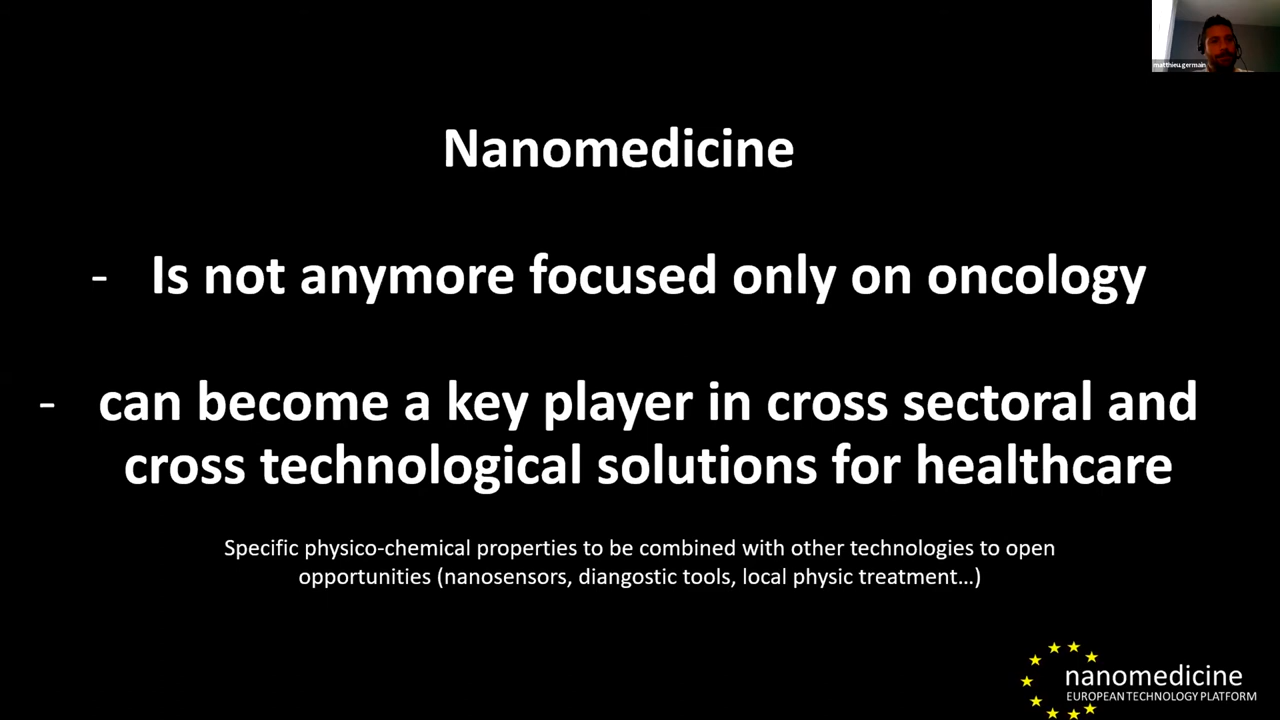 matthieu.germain
Nanomedicine
- Is not anymore focused only on oncology
- can become a key player in cross sectoral and
cross technological solutions for healthcare
Specific physico-chemical properties to be combined with other technologies to open
opportunities (nanosensors, diangostic tools, local physic treatment...)
nanomedicine
EUROPEAN TECHNOLOGY PLATFORM